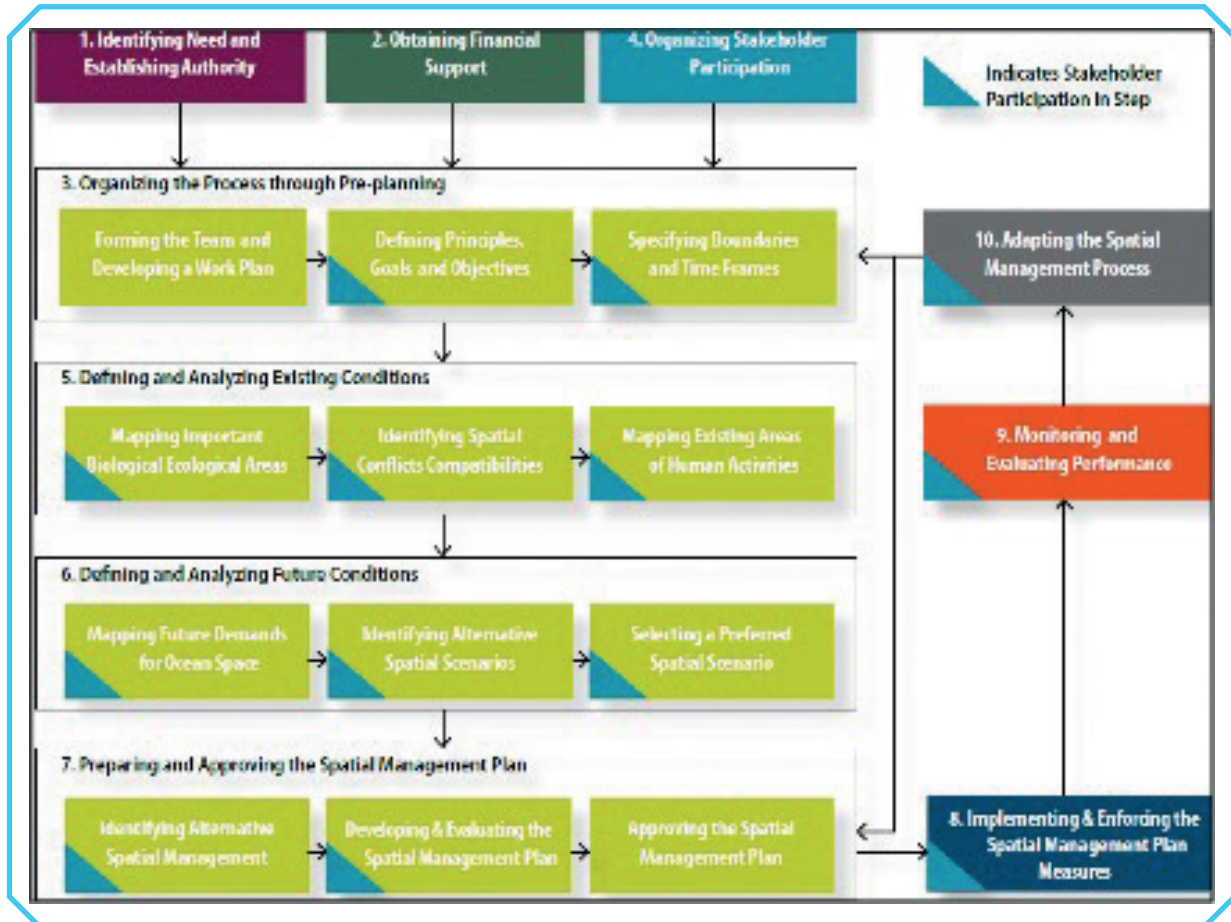 1. Identifying Need and
Establishing Authority
2. Obtaining Financial
Support
4. Organizing Stakeholder
Participation
Indicates Stakeholder
Participation in Step
3. Organizing the Process through Pre-planning
Forming the Team and
Developing a Work Plan
Defining Principles,
Goals and Objectives
Specifying Boundaries
and Time Frames
10. Adapting the Spatial
Management Process
5. Defining and Analyzing Existing Conditions
Mapping Important
Biological Ecological Areas
Identifying Spatial
Conflicts Compatibilities
Mapping Existing Areas
of Human Activities
9. Monitoring and
Evaluating Performance
6. Defining and Analyzing Future Conditions
Mapping Future Demands
for Ocean Space
Identifying Alternative
Spatial Scenarios
Selecting a Preferred
Spatial Scenario
7. Preparing and Approving the Spatial Management Plan
Identifying Alternative
Spatial Management
Developing & Evaluating the
Spatial Management Plan
Approving the Spatial
Management Plan
8. Implementing & Enforcing the
Spatial Management Plan
Measures